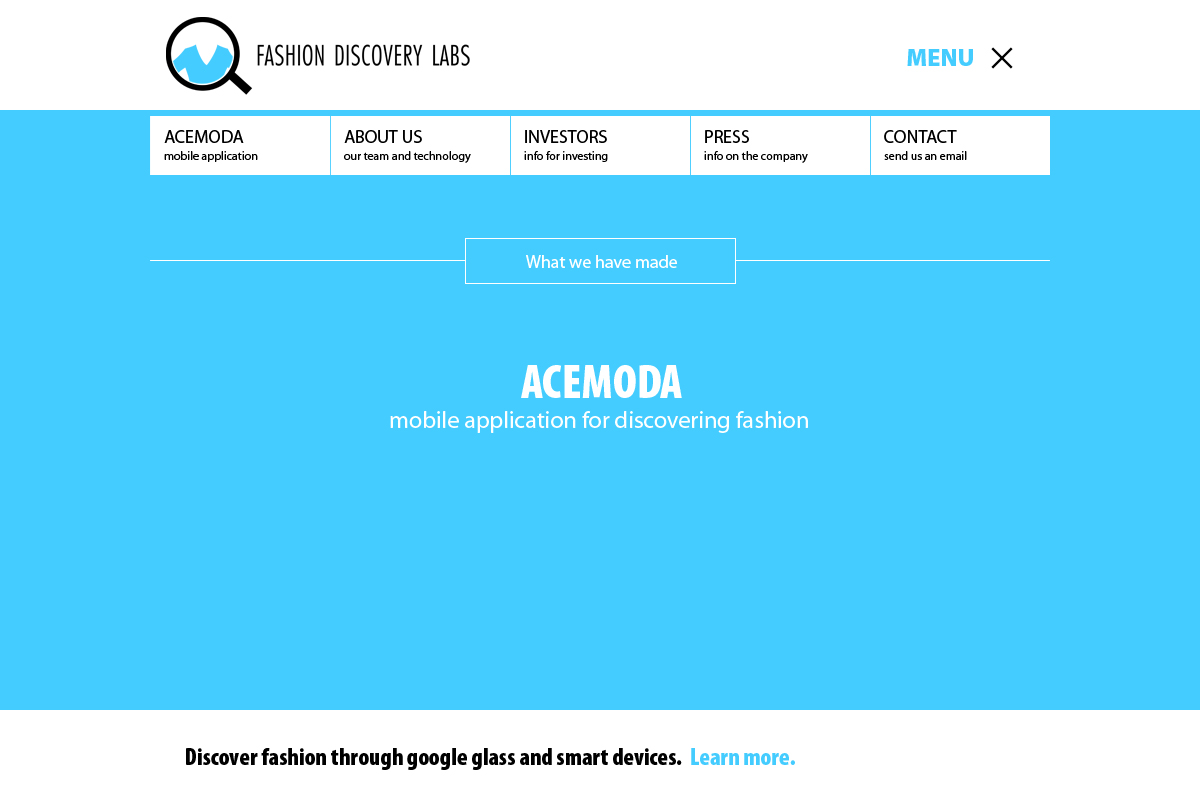 FASHION DISCOVERY LABS
MENU
ACEMODA
mobile application
ABOUT US
our team and technology
INVESTORS
info for investing
PRESS
info on the company
CONTACT
send us an email
What we have made
ACEMODA
mobile application for discovering fashion
Discover fashion through google glass and smart devices. Learn more.